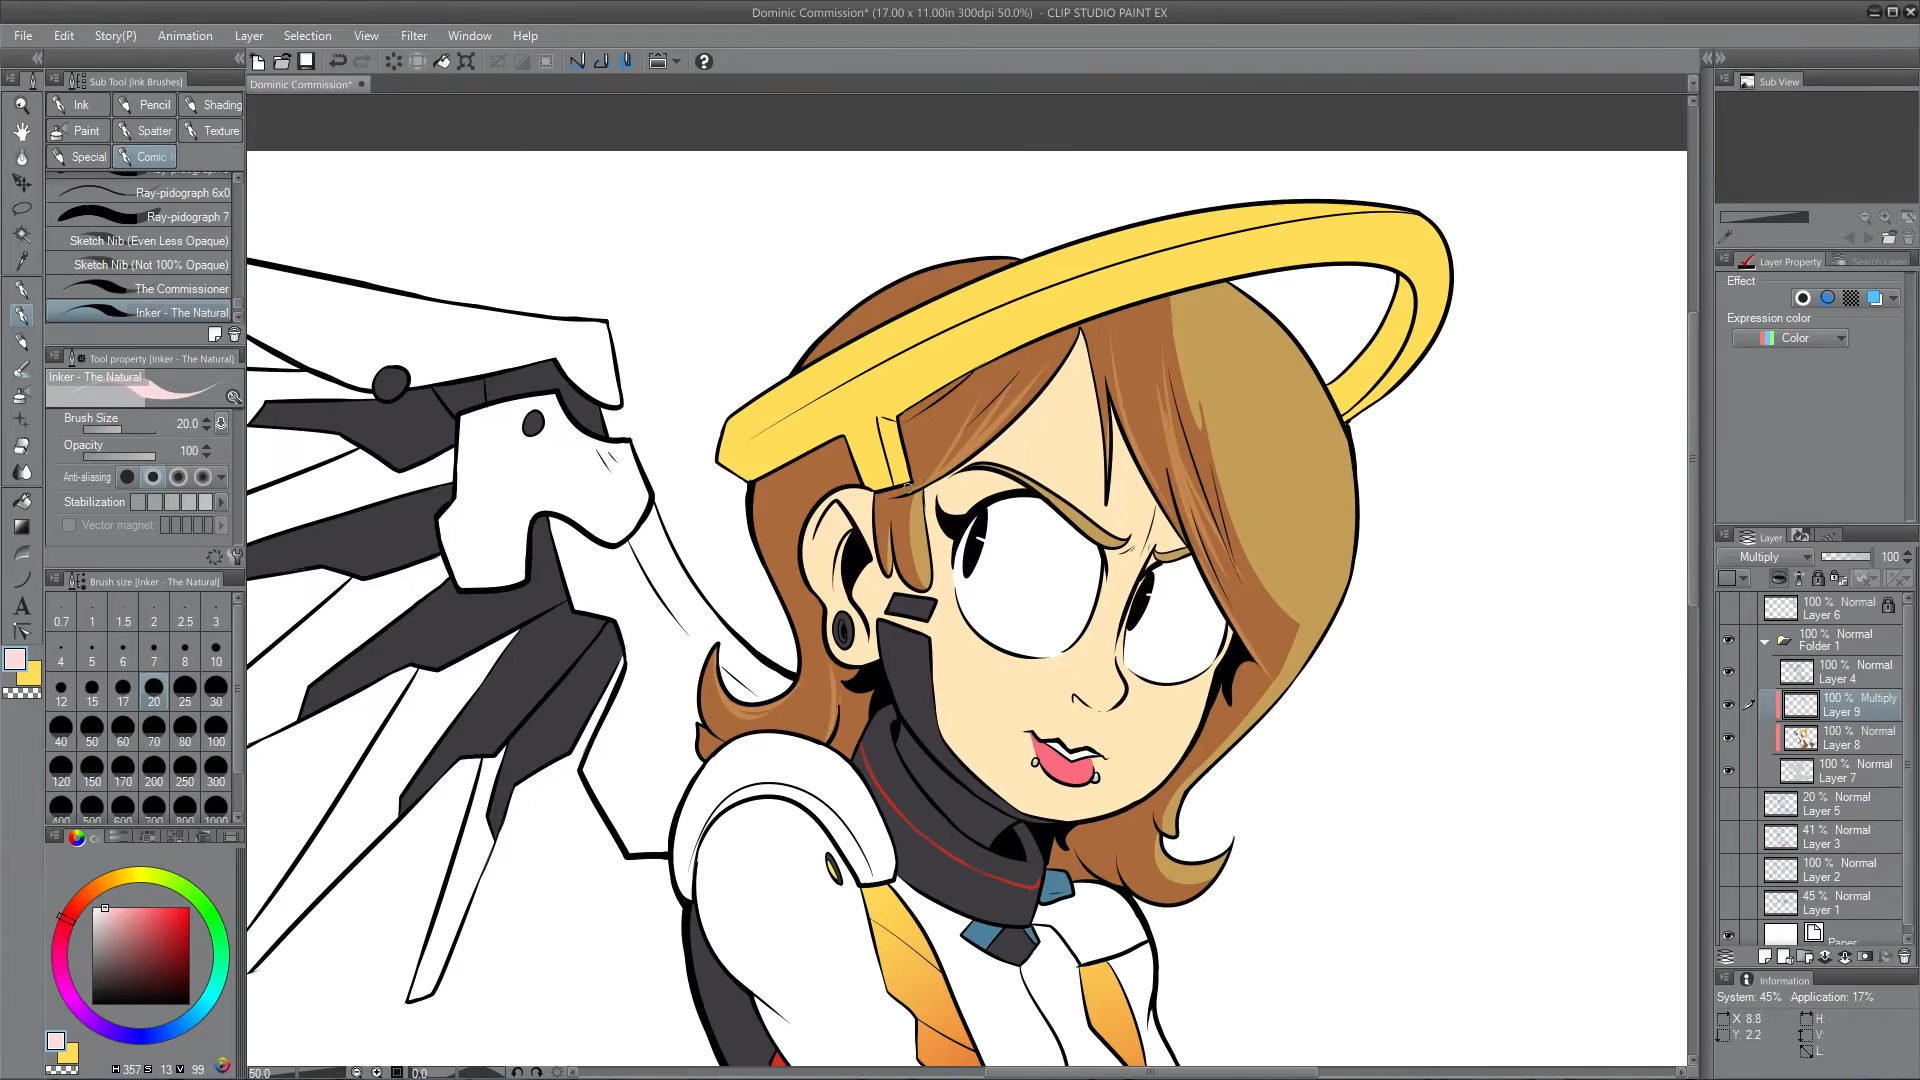 Dominic Commission* (17.00 x 11.00in 300dpi 50.0%) - CLIP STUDIO PAINT EX
File Edit Story(P) Animation Layer Selection View Filter Window Help
Sub Tool [Ink Brushes]
Dominic Commission*
Sub View
Ink Pencil Shading
Paint Spatter Texture
Special Comic
Ray-pidograph 6x0
Ray-pidograph 7
Sketch Nib (Even Less Opaque)
Sketch Nib (Not 100% Opaque)
The Commissioner
Inker - The Natural
Tool property [Inker - The Natural]
Inker - The Natural
Brush Size 20.0
Opacity 100
Anti-aliasing
Stabilization
Vector magnet
Brush size [Inker - The Natural]
0.7 1 1.5 2 2.5 3
4 5 6 7 8 10
12 15 17 20 25 30
40 50 60 70 80 100
120 150 170 200 250 300
H 357 S 13 V 99
50.0 0.0
Layer Property Search Layer
Effect
Expression color
Color
Layer
Multiply 100
100 % Normal
Layer 6
100 % Normal
Folder 1
100 % Normal
Layer 4
100 % Multiply
Layer 9
100 % Normal
Layer 8
100 % Normal
Layer 7
20 % Normal
Layer 5
41 % Normal
Layer 3
100 % Normal
Layer 2
45 % Normal
Layer 1
Paper
Information
System: 45% Application: 17%
X 8.8 H:
Y: 2.2 V:
L: